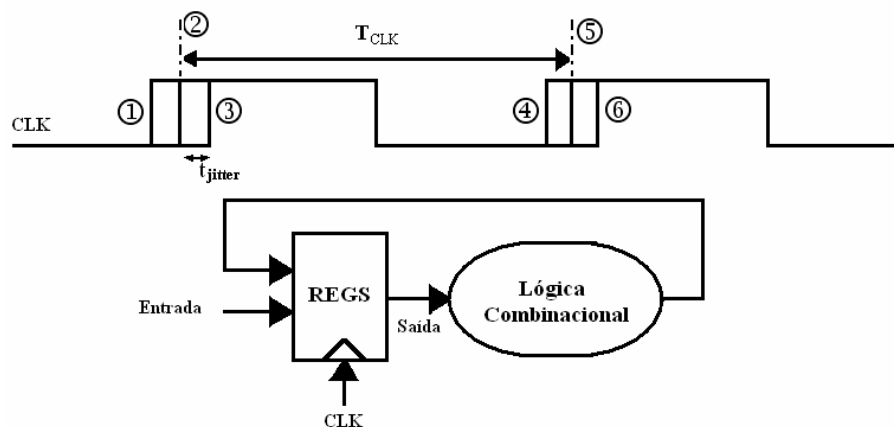 ②
T_CLK
⑤
①
③
④
⑥
CLK
t_jitter
REGS
Lógica
Combinacional
Entrada
Saída
CLK